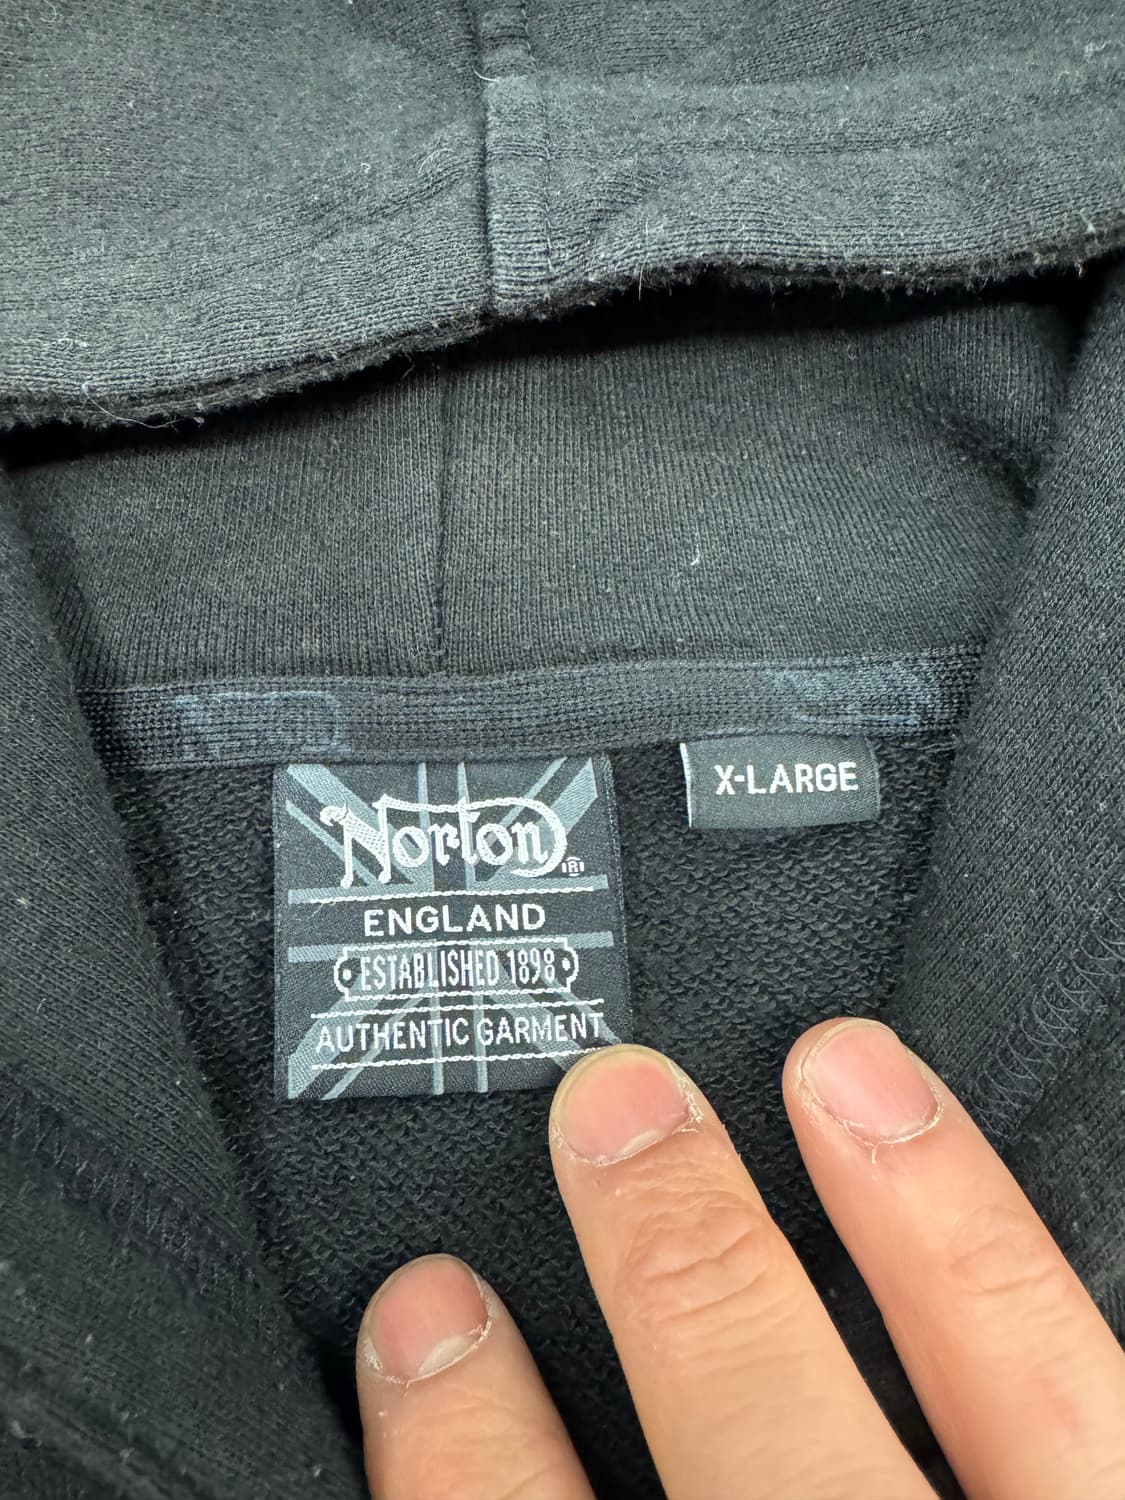 Norton ®
ENGLAND
ESTABLISHED 1898
AUTHENTIC GARMENT
X-LARGE